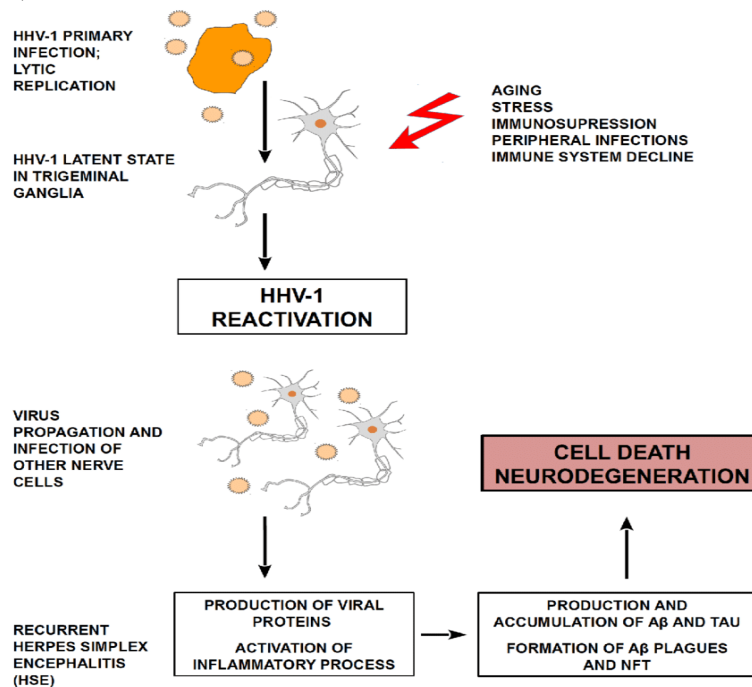 HHV-1 PRIMARY
INFECTION;
LYTIC
REPLICATION
AGING
STRESS
IMMUNOSUPRESSION
PERIPHERAL INFECTIONS
IMMUNE SYSTEM DECLINE
HHV-1 LATENT STATE
IN TRIGEMINAL
GANGLIA
HHV-1
REACTIVATION
VIRUS
PROPAGATION AND
INFECTION OF
OTHER NERVE
CELLS
CELL DEATH
NEURODEGENERATION
RECURRENT
HERPES SIMPLEX
ENCEPHALITIS
(HSE)
PRODUCTION OF VIRAL
PROTEINS
ACTIVATION OF
INFLAMMATORY PROCESS
PRODUCTION AND
ACCUMULATION OF Aβ AND TAU
FORMATION OF Aβ PLAGUES
AND NFT